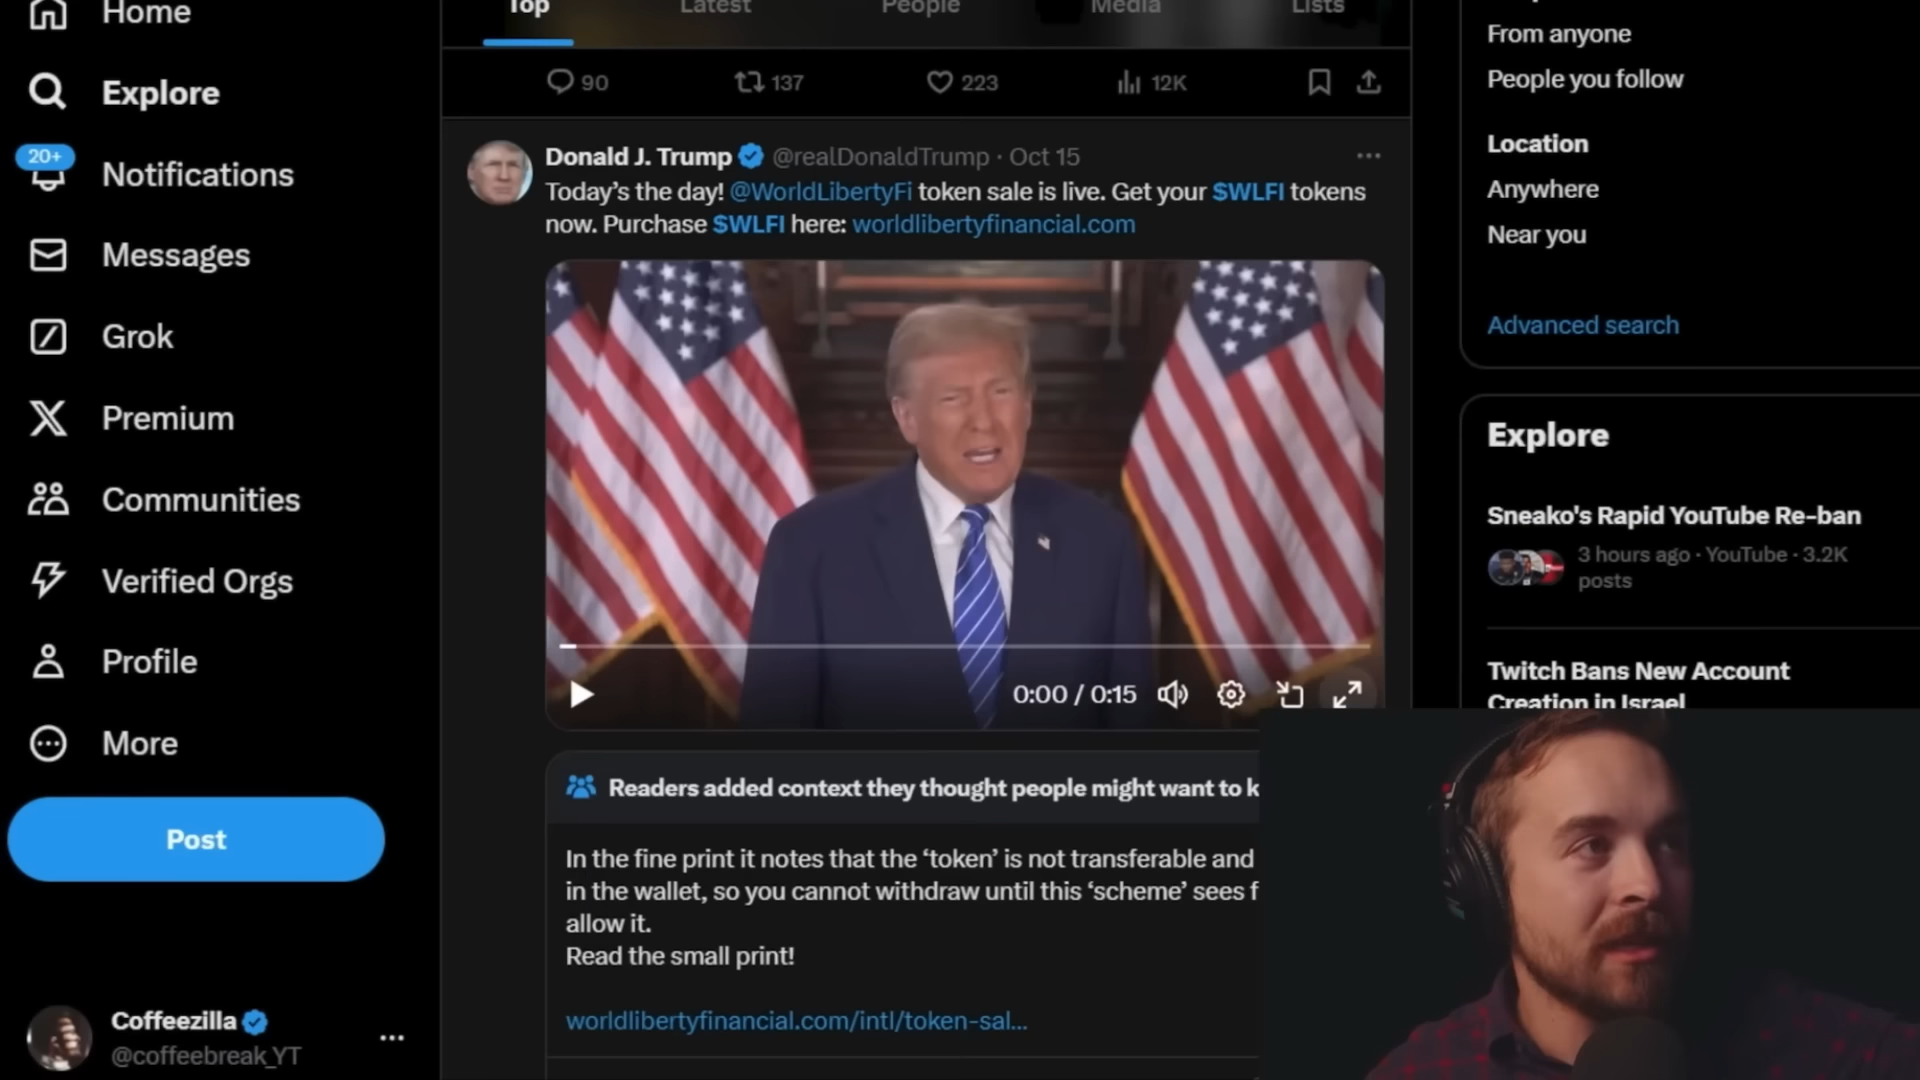 Home
Explore
20+
Notifications
Messages
Grok
Premium
Communities
Verified Orgs
Profile
More
Post
Coffeezilla
@coffeebreak_YT
Top
Latest
People
Media
Lists
90
137
223
12K
Donald J. Trump @realDonaldTrump · Oct 15
Today's the day! @WorldLibertyFi token sale is live. Get your $WLFI tokens
now. Purchase $WLFI here: worldlibertyfinancial.com
0:00 / 0:15
Readers added context they thought people might want to k
In the fine print it notes that the ‘token’ is not transferable and
in the wallet, so you cannot withdraw until this ‘scheme’ sees f
allow it.
Read the small print!
worldlibertyfinancial.com/intl/token-sal...
From anyone
People you follow
Location
Anywhere
Near you
Advanced search
Explore
Sneako's Rapid YouTube Re-ban
3 hours ago · YouTube · 3.2K
posts
Twitch Bans New Account
Creation in Israel